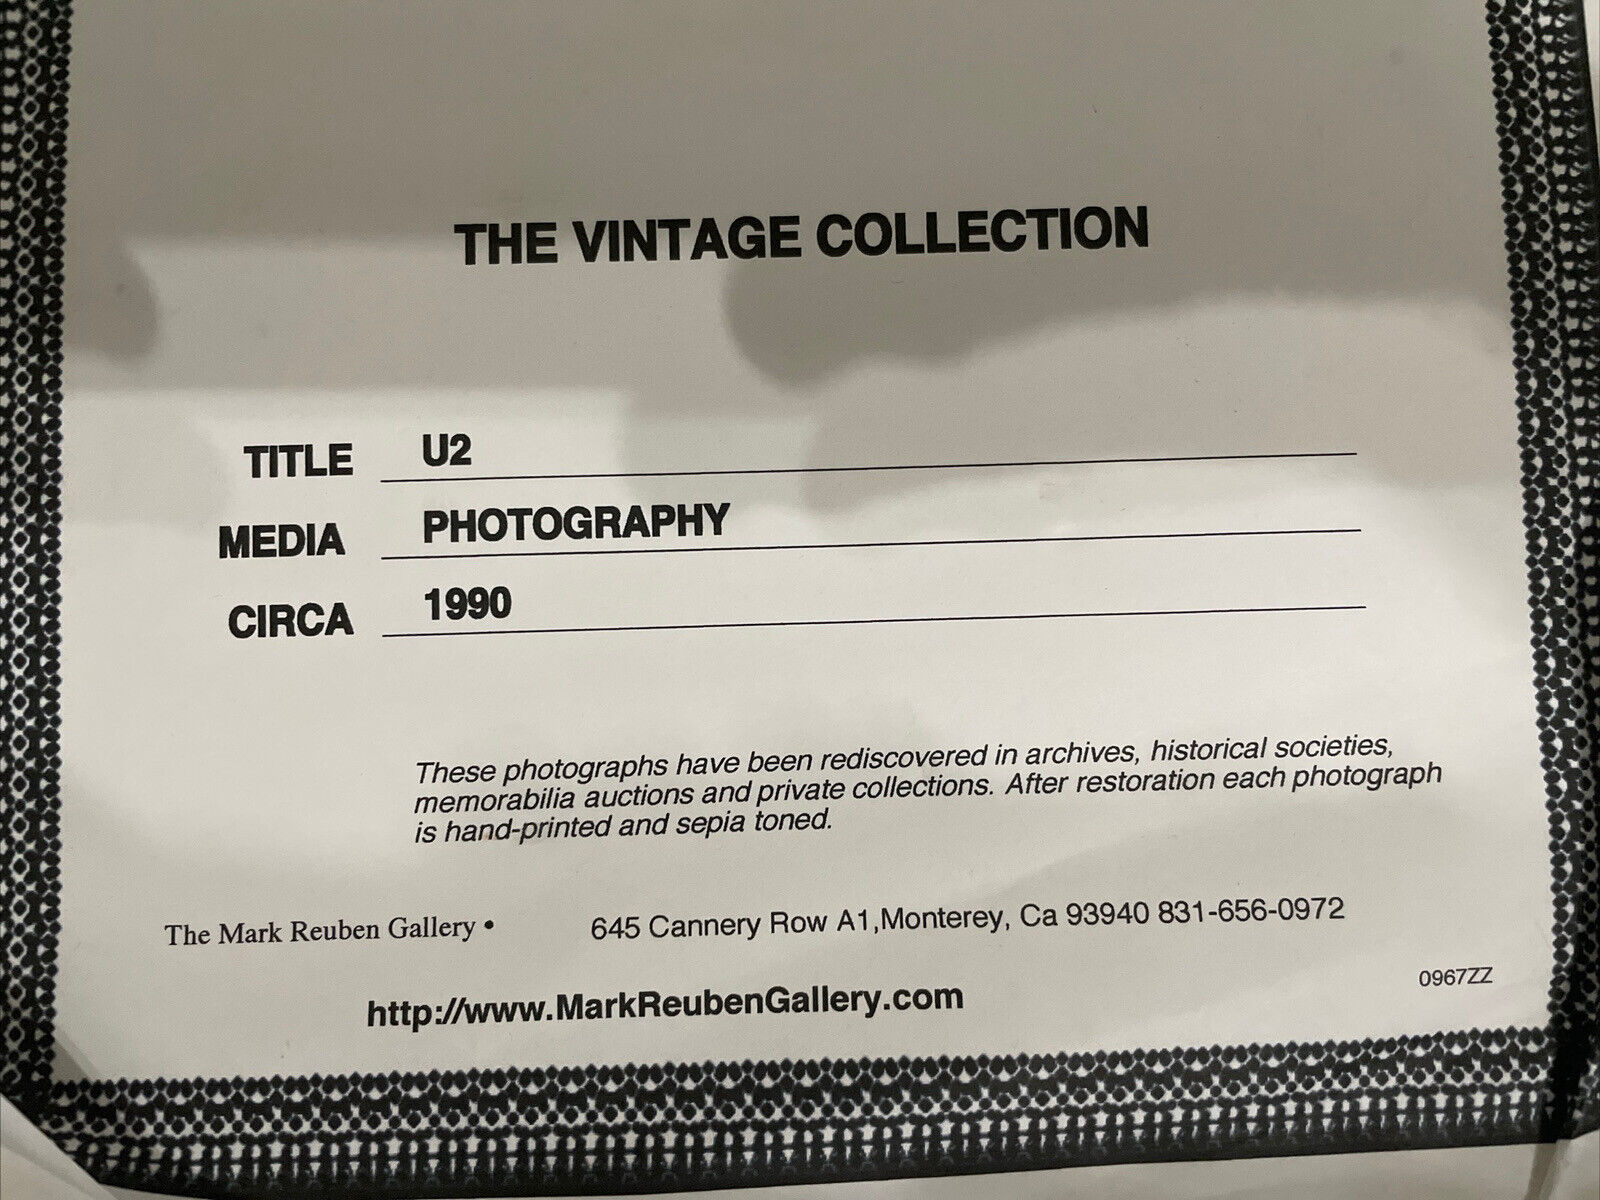 THE VINTAGE COLLECTION
TITLE U2
MEDIA PHOTOGRAPHY
CIRCA 1990
These photographs have been rediscovered in archives, historical societies,
memorabilia auctions and private collections. After restoration each photograph
is hand-printed and sepia toned.
The Mark Reuben Gallery • 645 Cannery Row A1,Monterey, Ca 93940 831-656-0972
0967ZZ
http://www.MarkReubenGallery.com